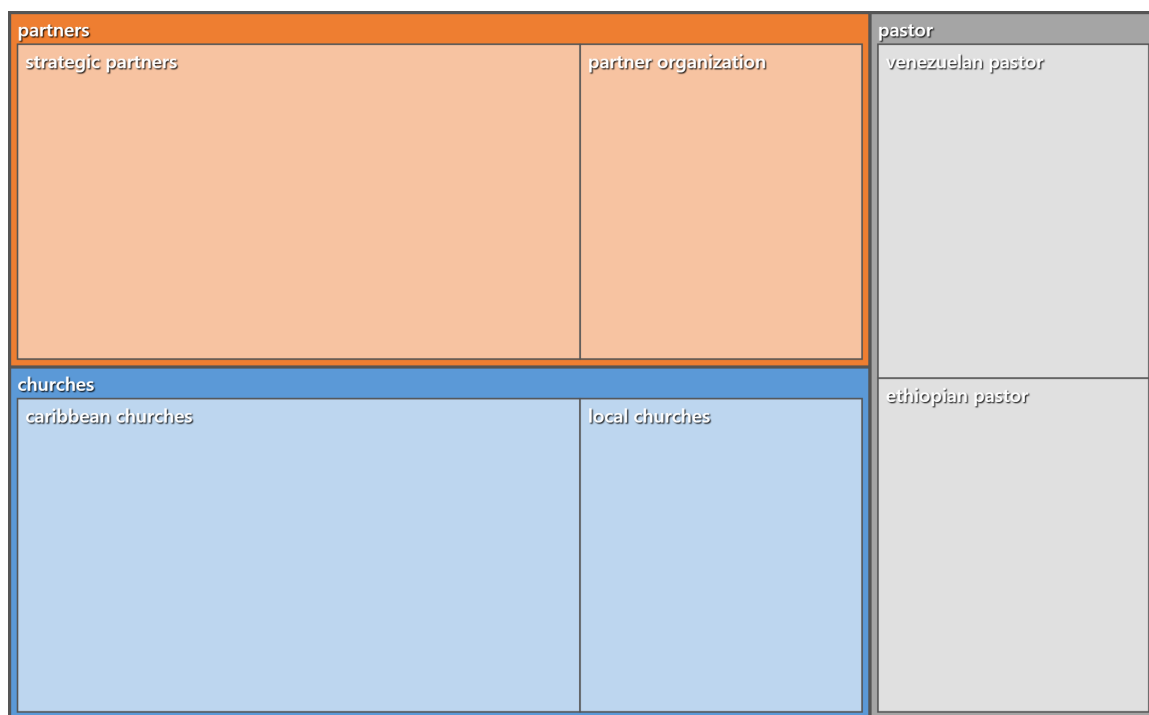 partners
strategic partners
partner organization
churches
caribbean churches
local churches
pastor
venezuelan pastor
ethiopian pastor